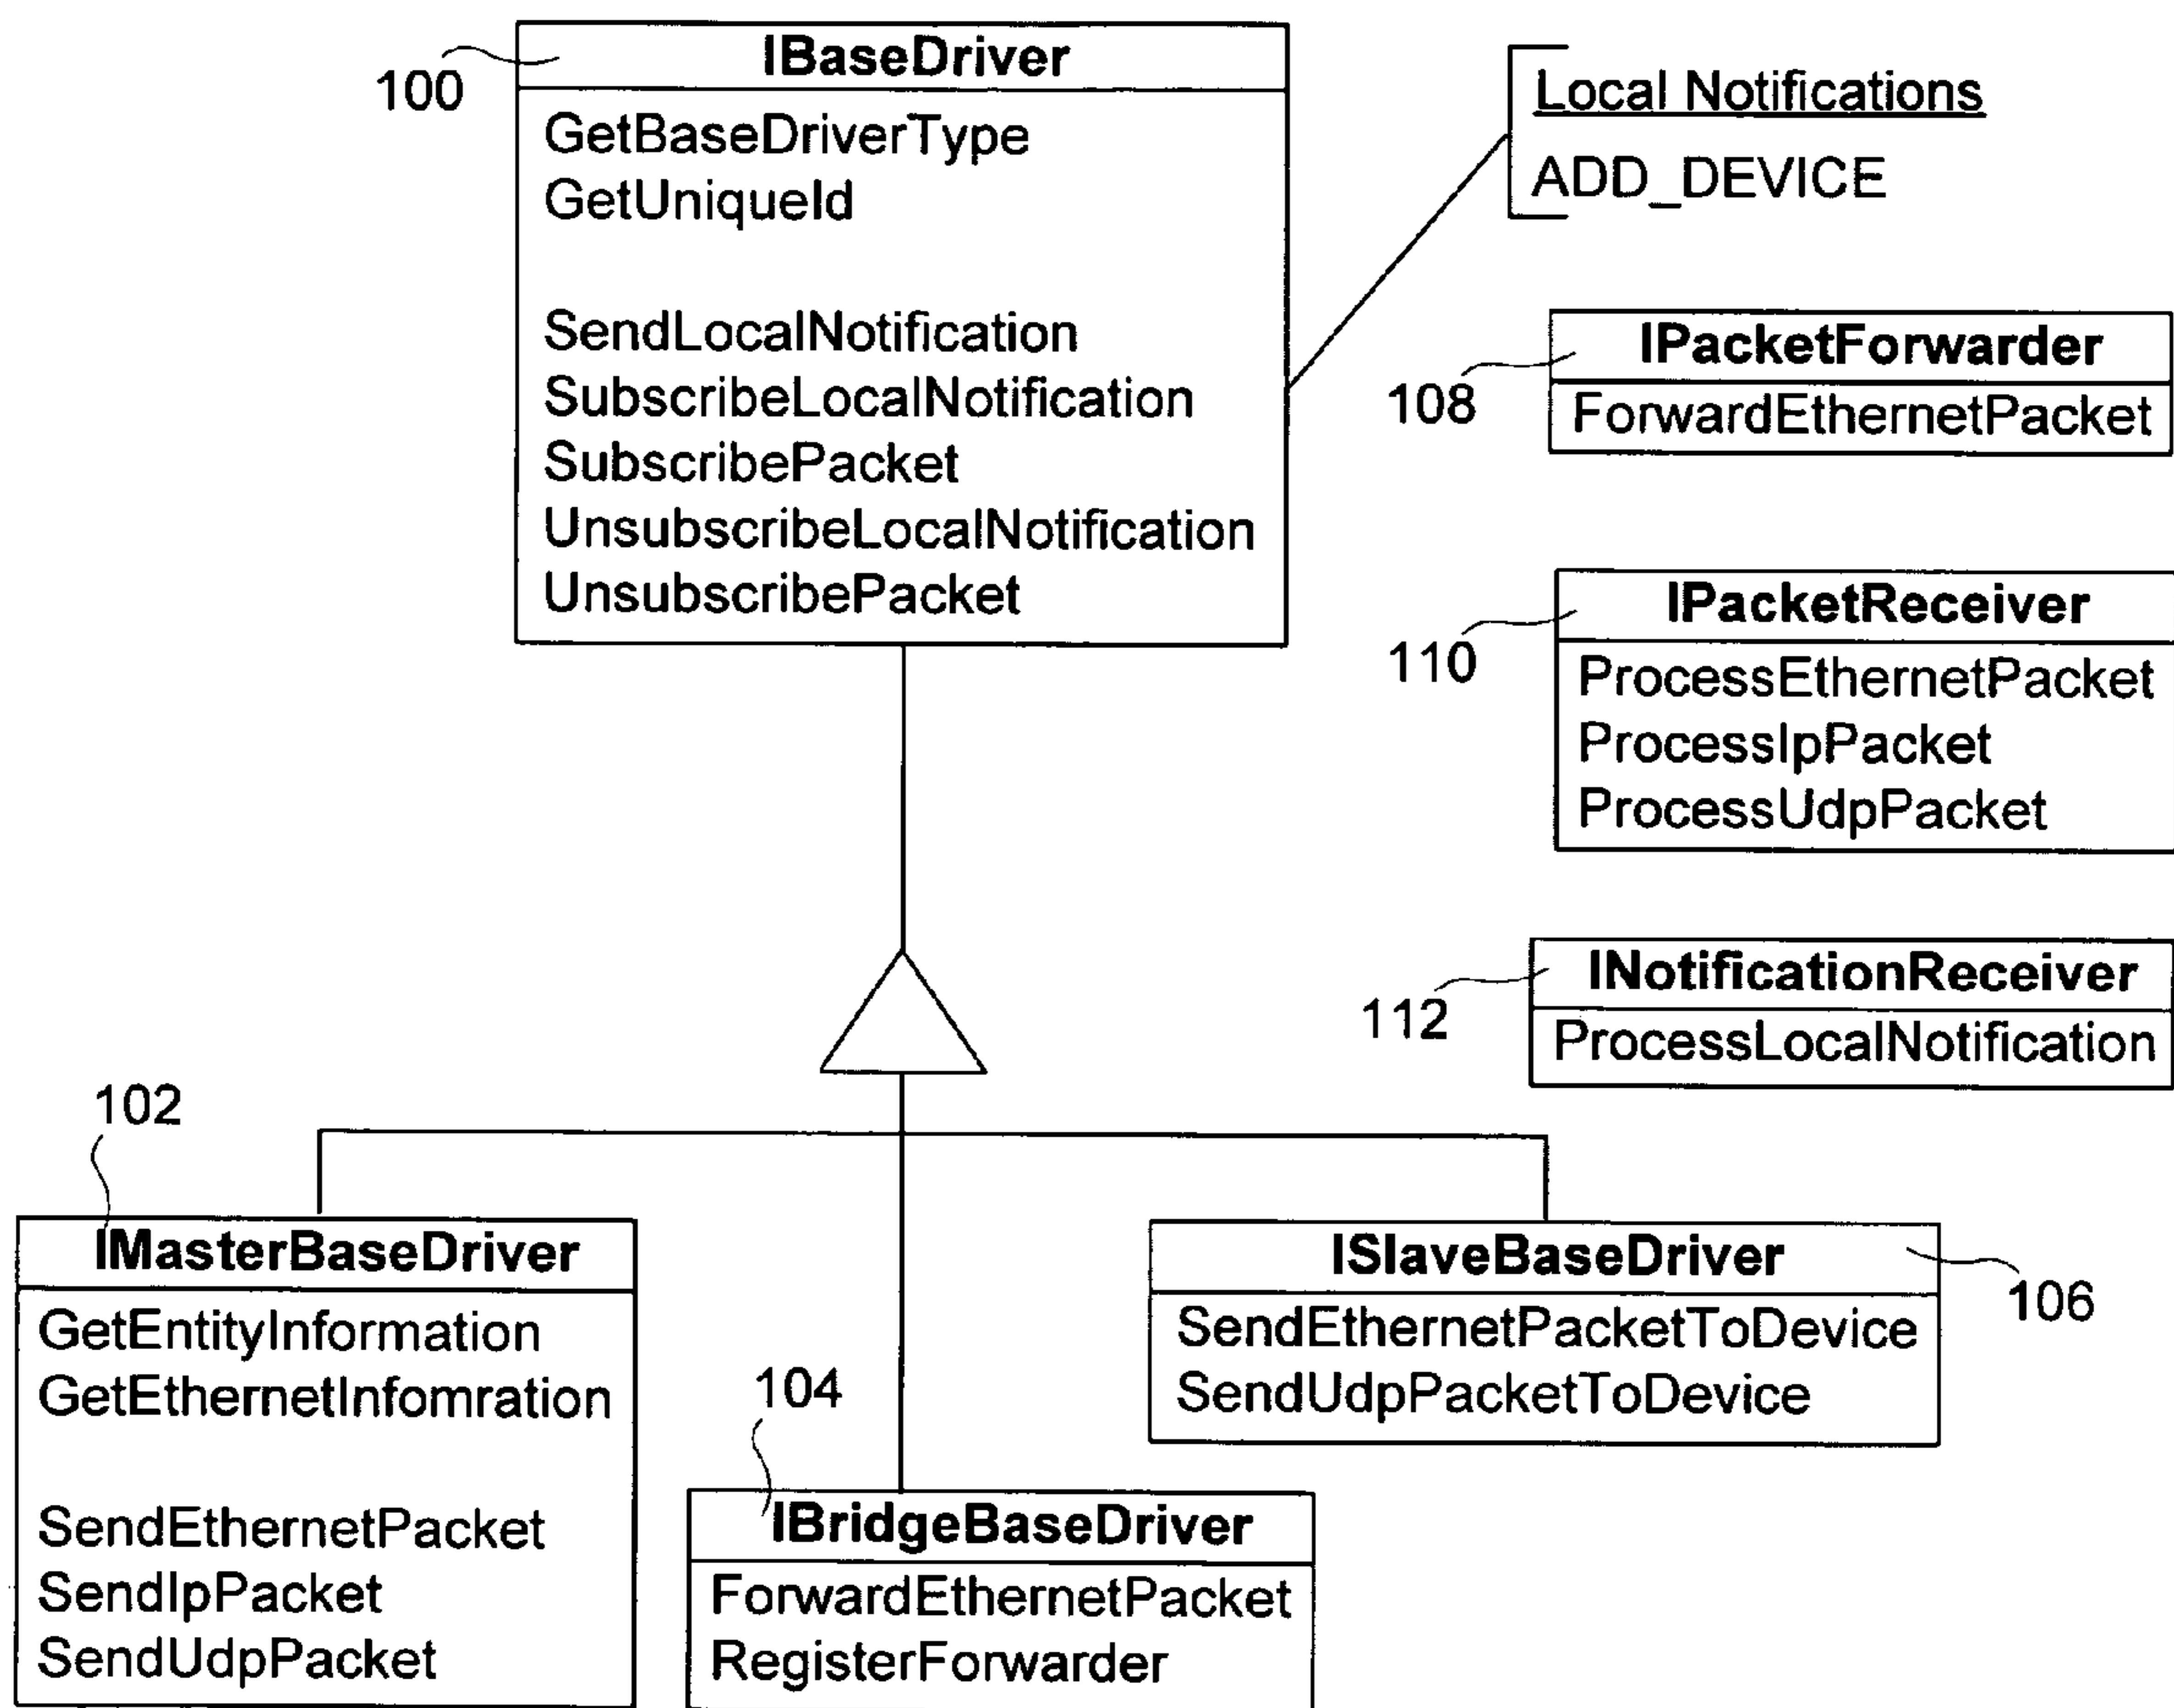 100
IBaseDriver
GetBaseDriverType
GetUniqueId
SendLocalNotification
SubscribeLocalNotification
SubscribePacket
UnsubscribeLocalNotification
UnsubscribePacket
Local Notifications
ADD_DEVICE
108
IPacketForwarder
ForwardEthernetPacket
110
IPacketReceiver
ProcessEthernetPacket
ProcessIpPacket
ProcessUdpPacket
112
INotificationReceiver
ProcessLocalNotification
102
IMasterBaseDriver
GetEntityInformation
GetEthernetInfomration
SendEthernetPacket
SendIpPacket
SendUdpPacket
104
IBridgeBaseDriver
ForwardEthernetPacket
RegisterForwarder
ISlaveBaseDriver
SendEthernetPacketToDevice
SendUdpPacketToDevice
106